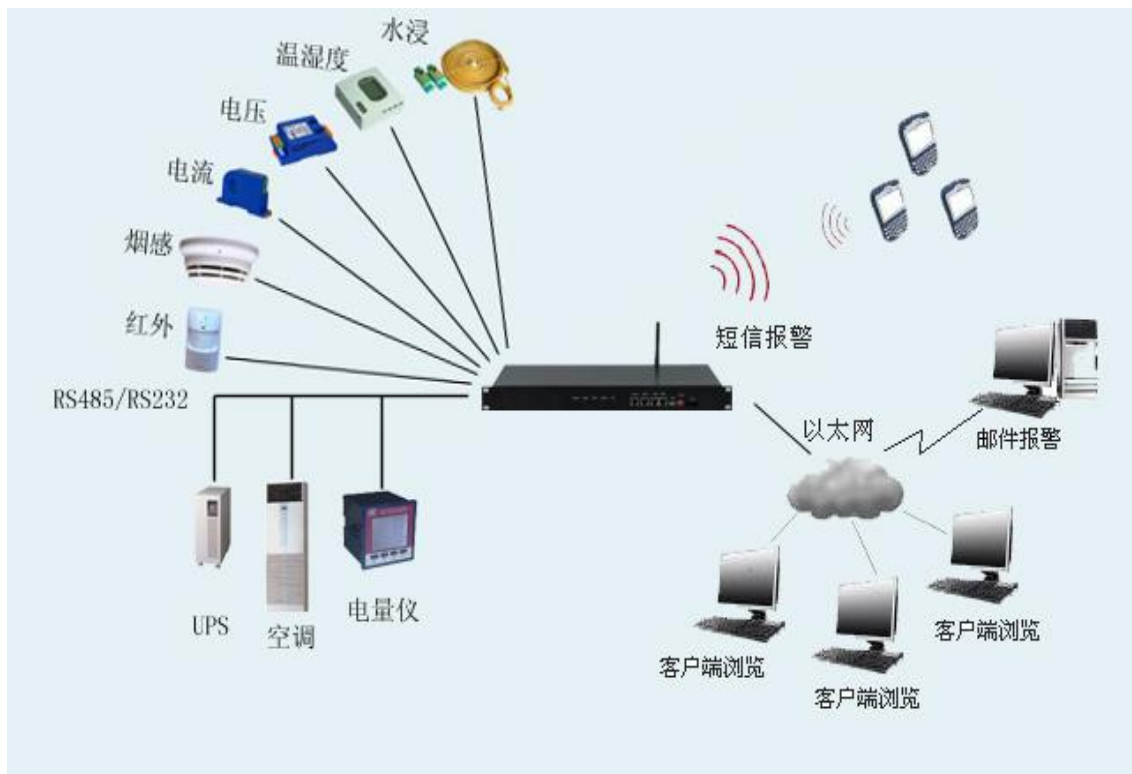 水浸
温湿度
电压
电流
烟感
红外
RS485/RS232
UPS
空调
电量仪
短信报警
以太网
邮件报警
客户端浏览
客户端浏览
客户端浏览